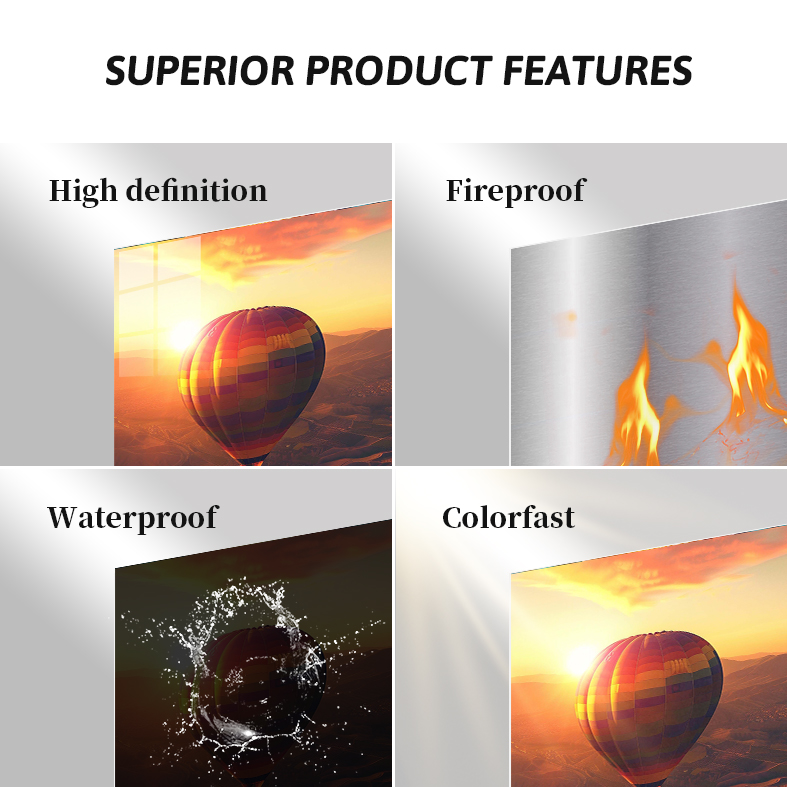 SUPERIOR PRODUCT FEATURES
High definition
Fireproof
Waterproof
Colorfast